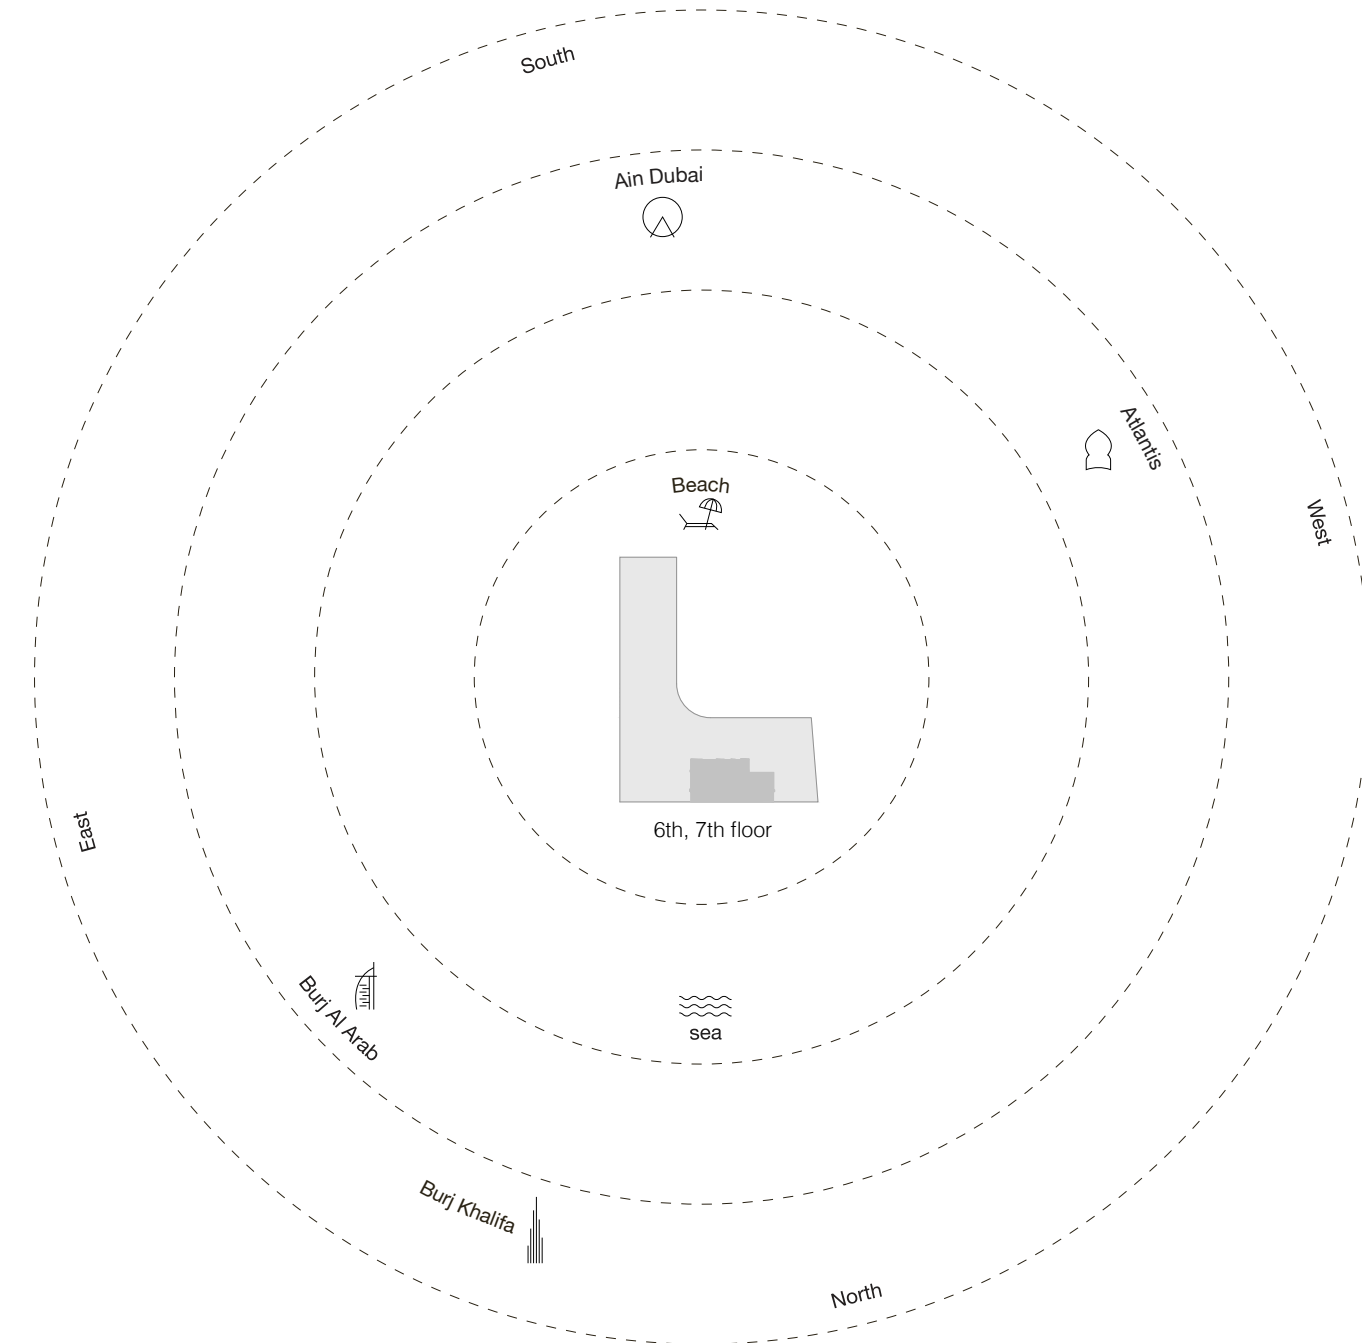 South
Ain Dubai
Atlantis
Beach
West
6th, 7th floor
East
Burj Al Arab
sea
Burj Khalifa
North